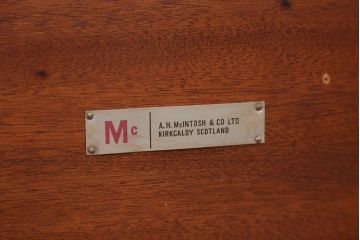 Mc
A.H. McINTOSH & CO LTD
KIRKCALDY SCOTLAND